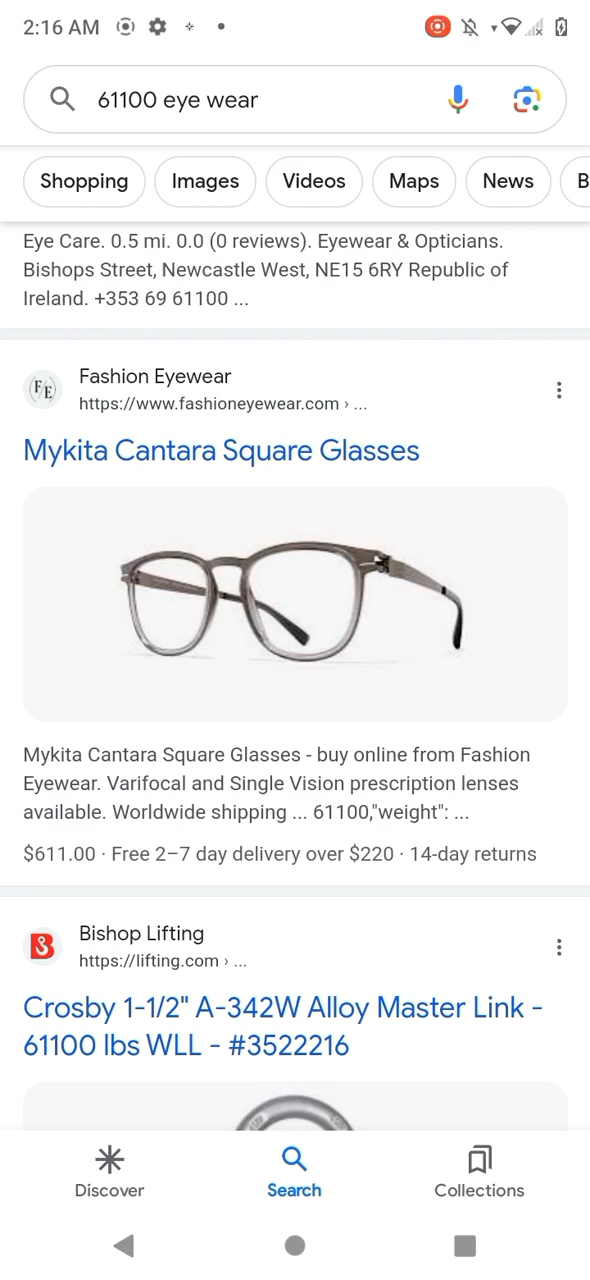 2:16 AM
61100 eye wear
Shopping
Images
Videos
Maps
News
B
Eye Care. 0.5 mi. 0.0 (0 reviews). Eyewear & Opticians.
Bishops Street, Newcastle West, NE15 6RY Republic of
Ireland. +353 69 61100 ...
F/E
Fashion Eyewear
https://www.fashioneyewear.com › ...
Mykita Cantara Square Glasses
Mykita Cantara Square Glasses - buy online from Fashion
Eyewear. Varifocal and Single Vision prescription lenses
available. Worldwide shipping ... 61100,"weight": ...
$611.00 · Free 2–7 day delivery over $220 · 14-day returns
Bishop Lifting
https://lifting.com › ...
Crosby 1-1/2" A-342W Alloy Master Link -
61100 lbs WLL - #3522216
Discover
Search
Collections